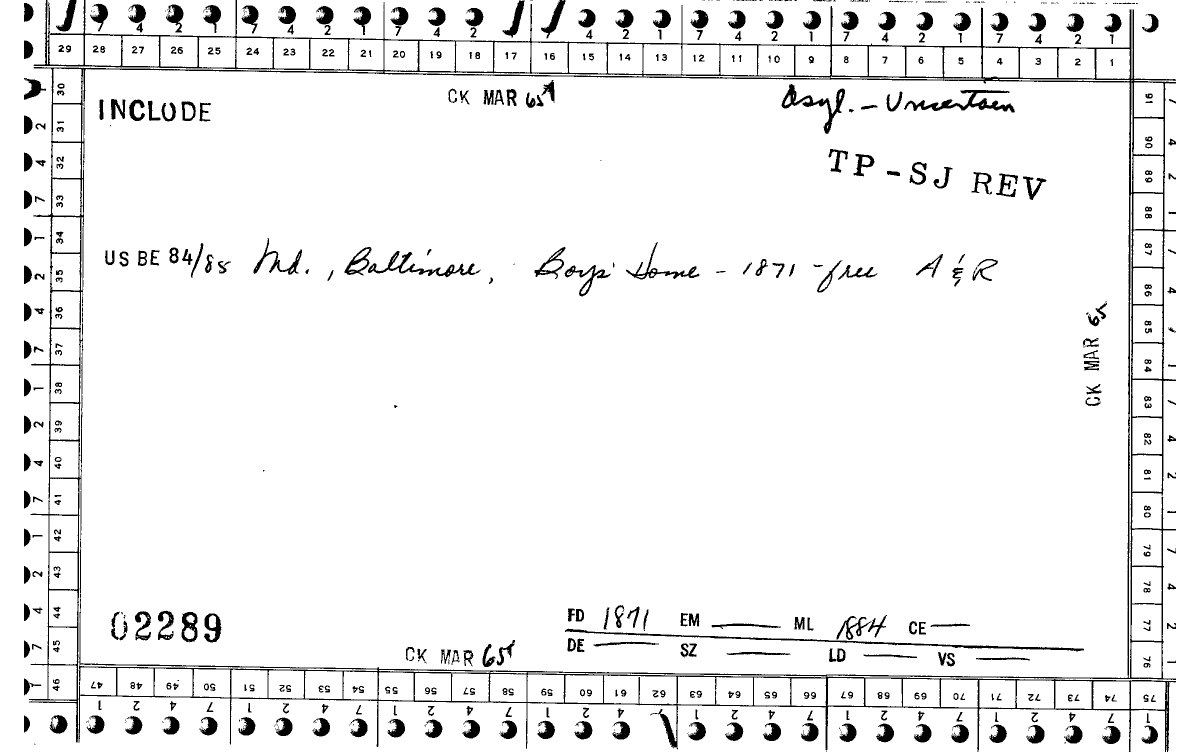 7 4 2 1 7 4 2 1 7 4 2 4 2 1 7 4 2 1 7 4 2 1 7 4 2 1
29 28 27 26 25 24 23 22 21 20 19 18 17 16 15 14 13 12 11 10 9 8 7 6 5 4 3 2 1
INCLUDE CK MAR 65 Asyl. - Uncertain
TP - SJ REV
US BE 84/85 Md., Baltimore, Boys' Home - 1871 - free A & R
CK MAR 65
02289
FD 1871 EM — ML 1884 CE —
DE — SZ — LD — VS —
CK MAR 65
30 31 32 33 34 35 36 37 38 39 40 41 42 43 44 45 46
91 90 89 88 87 86 85 84 83 82 81 80 79 78 77 76 75
47 48 49 50 51 52 53 54 55 56 57 58 59 60 61 62 63 64 65 66 67 68 69 70 71 72 73 74
1 2 4 7 1 2 4 7 1 2 4 7 1 2 4 1 2 4 7 1 2 4 7 1 2 4 7